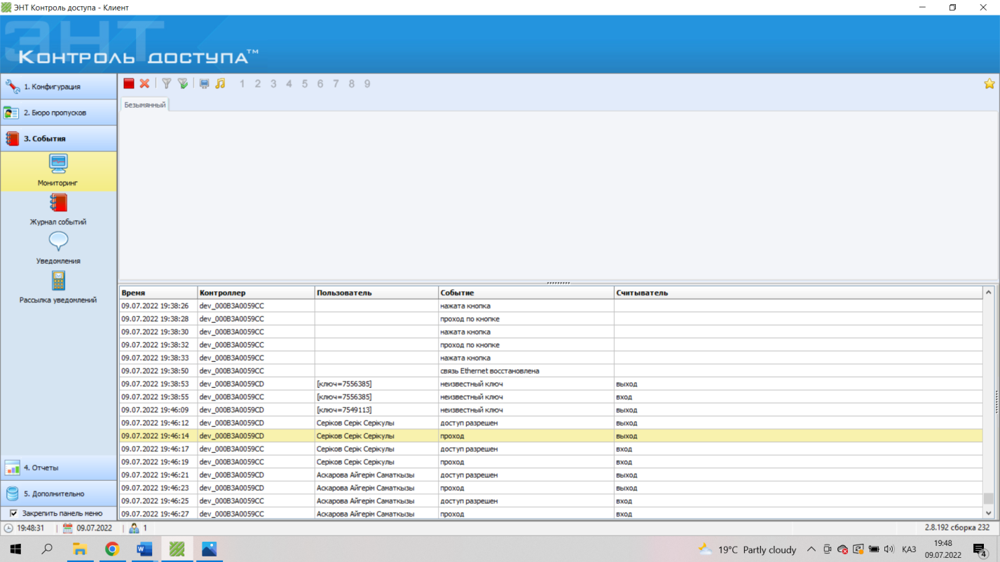 ЭНТ Контроль доступа - Клиент
ЭНТ
Контроль доступа™
1. Конфигурация
2. Бюро пропусков
3. События
Мониторинг
Журнал событий
Уведомления
Рассылка уведомлений
4. Отчеты
5. Дополнительно
Закрепить панель меню
1 2 3 4 5 6 7 8 9
Безымянный
Время Контроллер Пользователь Событие Считыватель
09.07.2022 19:38:26 dev_000B3A0059CC нажата кнопка
09.07.2022 19:38:28 dev_000B3A0059CC проход по кнопке
09.07.2022 19:38:30 dev_000B3A0059CC нажата кнопка
09.07.2022 19:38:32 dev_000B3A0059CC проход по кнопке
09.07.2022 19:38:33 dev_000B3A0059CC нажата кнопка
09.07.2022 19:38:50 dev_000B3A0059CC связь Ethernet восстановлена
09.07.2022 19:38:53 dev_000B3A0059CD [ключ=7556385] неизвестный ключ выход
09.07.2022 19:38:55 dev_000B3A0059CC [ключ=7556385] неизвестный ключ вход
09.07.2022 19:46:09 dev_000B3A0059CD [ключ=7549113] неизвестный ключ выход
09.07.2022 19:46:12 dev_000B3A0059CD Серіков Серік Серікулы доступ разрешен выход
09.07.2022 19:46:14 dev_000B3A0059CD Серіков Серік Серікулы проход выход
09.07.2022 19:46:17 dev_000B3A0059CC Серіков Серік Серікулы доступ разрешен вход
09.07.2022 19:46:19 dev_000B3A0059CC Серіков Серік Серікулы проход вход
09.07.2022 19:46:21 dev_000B3A0059CD Аскарова Айгерім Саматкызы доступ разрешен выход
09.07.2022 19:46:23 dev_000B3A0059CD Аскарова Айгерім Саматкызы проход выход
09.07.2022 19:46:25 dev_000B3A0059CC Аскарова Айгерім Саматкызы доступ разрешен вход
09.07.2022 19:46:27 dev_000B3A0059CC Аскарова Айгерім Саматкызы проход вход
19:48:31 09.07.2022 1 2.8.192 сборка 232
19°C Partly cloudy КАЗ 19:48
09.07.2022 4